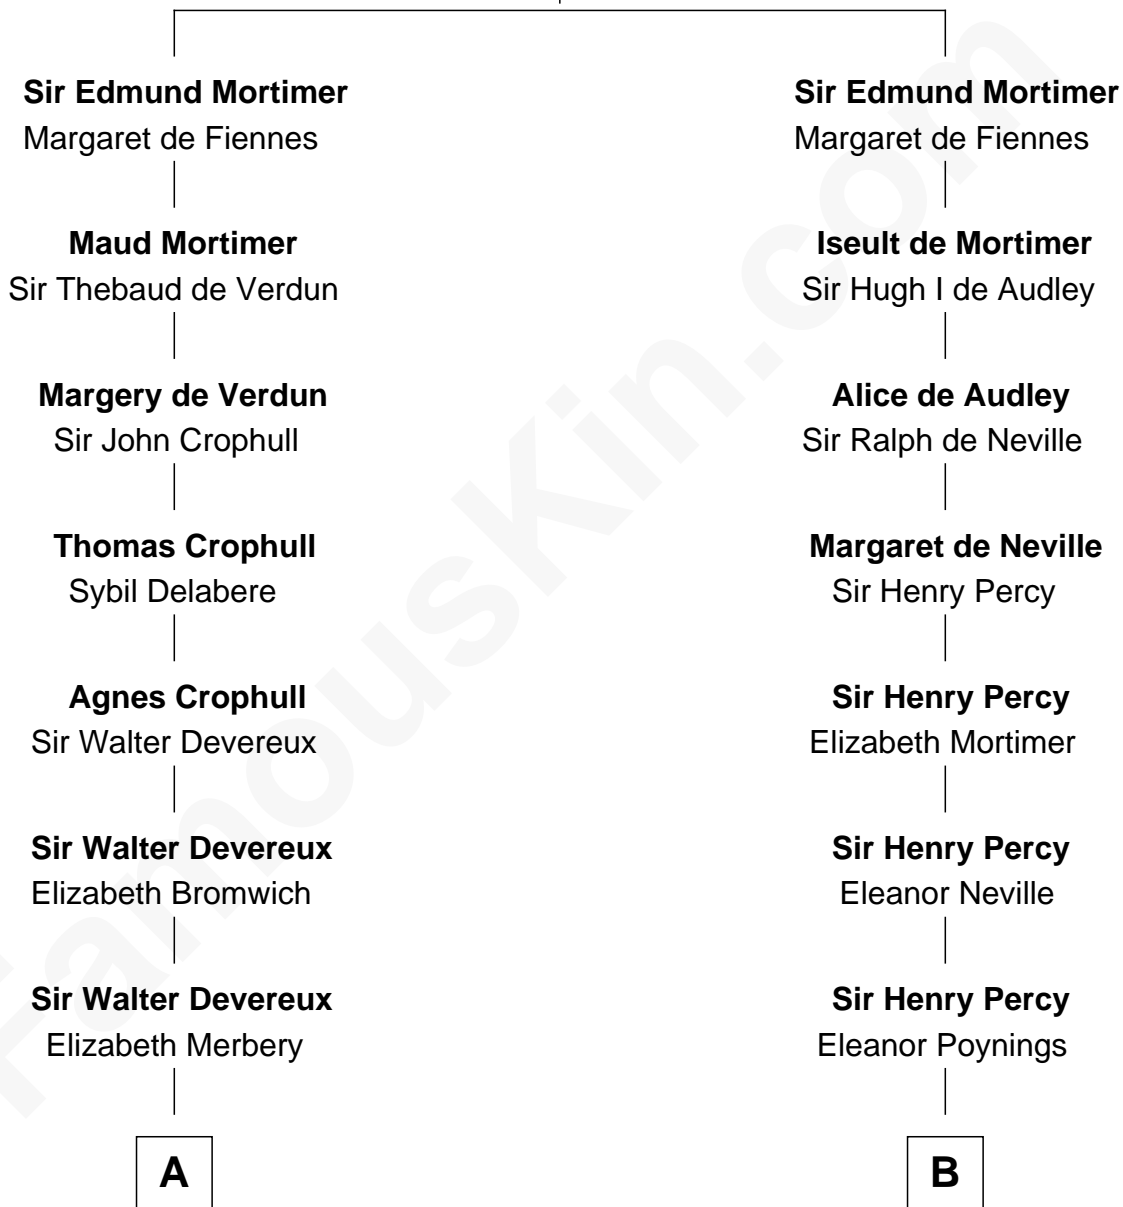 Sir Edmund Mortimer
Margaret de Fiennes
Maud Mortimer
Sir Thebaud de Verdun
Margery de Verdun
Sir John Crophull
Thomas Crophull
Sybil Delabere
Agnes Crophull
Sir Walter Devereux
Sir Walter Devereux
Elizabeth Bromwich
Sir Walter Devereux
Elizabeth Merbery
A
Sir Edmund Mortimer
Margaret de Fiennes
Iseult de Mortimer
Sir Hugh I de Audley
Alice de Audley
Sir Ralph de Neville
Margaret de Neville
Sir Henry Percy
Sir Henry Percy
Elizabeth Mortimer
Sir Henry Percy
Eleanor Neville
Sir Henry Percy
Eleanor Poynings
B
FamousKin.com